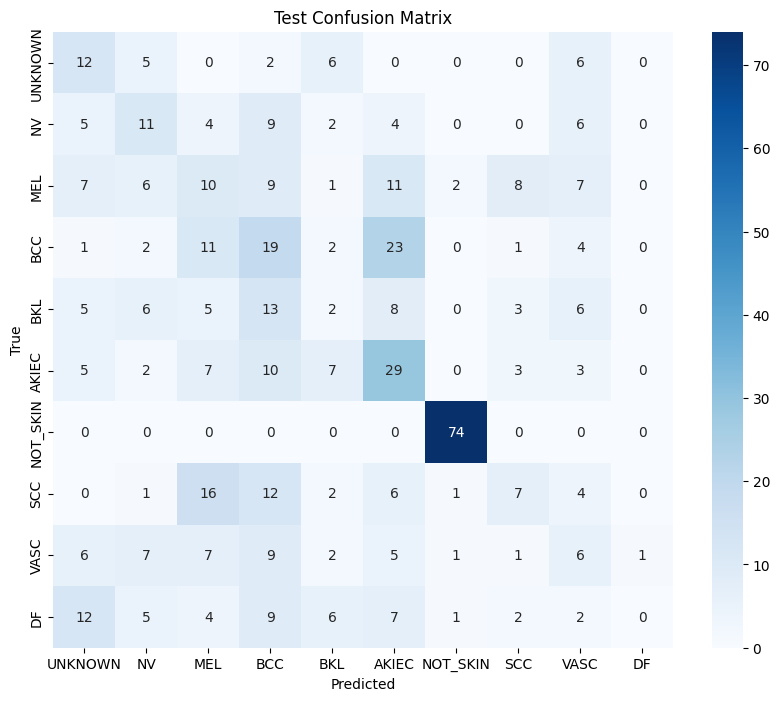 Test Confusion Matrix
UNKNOWN 12 5 0 2 6 0 0 0 6 0
NV 5 11 4 9 2 4 0 0 6 0
MEL 7 6 10 9 1 11 2 8 7 0
BCC 1 2 11 19 2 23 0 1 4 0
BKL 5 6 5 13 2 8 0 3 6 0
AKIEC 5 2 7 10 7 29 0 3 3 0
NOT_SKIN 0 0 0 0 0 0 74 0 0 0
SCC 0 1 16 12 2 6 1 7 4 0
VASC 6 7 7 9 2 5 1 1 6 1
DF 12 5 4 9 6 7 1 2 2 0
UNKNOWN NV MEL BCC BKL AKIEC NOT_SKIN SCC VASC DF
Predicted
True
70
60
50
40
30
20
10
0